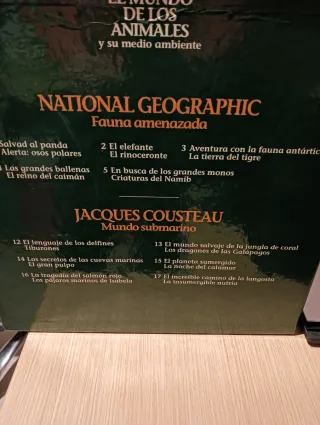 EL MUNDO
DE LOS
ANIMALES
y su medio ambiente
NATIONAL GEOGRAPHIC
Fauna amenazada
Salvad al panda
Alerta: osos polares
2 El elefante
El rinoceronte
3 Aventura con la fauna antártic
La tierra del tigre
4 Las grandes ballenas
El reino del caimán
5 En busca de los grandes monos
Criaturas del Namib
JACQUES COUSTEAU
Mundo submarino
12 El lenguaje de los delfines
Tiburones
13 El mundo salvaje de la jungla de coral
Los dragones de las Galápagos
14 Los secretos de las cuevas marinas
El gran pulpo
15 El planeta sumergido
La noche del calamar
16 La tragedia del salmón rojo
Los pájaros marinos de Isabela
17 El increíble camino de la langosta
La insumergible nutria